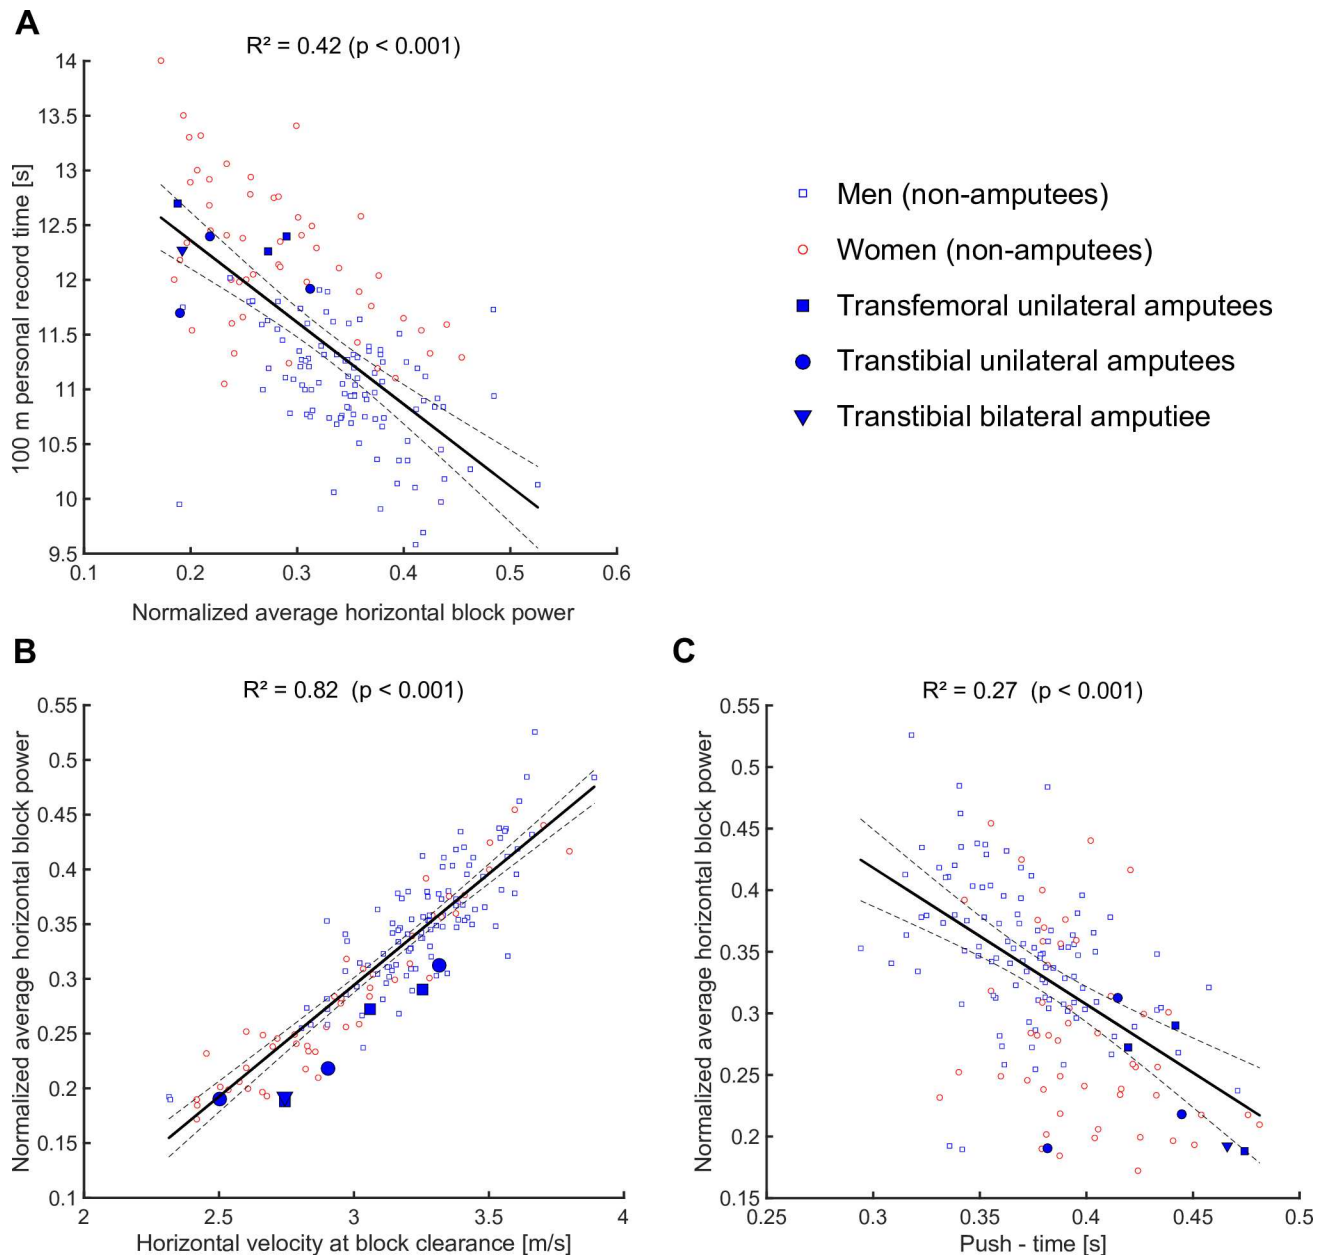 A
R² = 0.42 (p < 0.001)
14
13.5
13
12.5
12
11.5
11
10.5
10
9.5
100 m personal record time [s]
0.1 0.2 0.3 0.4 0.5 0.6
Normalized average horizontal block power
Men (non-amputees)
Women (non-amputees)
Transfemoral unilateral amputees
Transtibial unilateral amputees
Transtibial bilateral amputiee
B
R² = 0.82 (p < 0.001)
0.55
0.5
0.45
0.4
0.35
0.3
0.25
0.2
0.15
0.1
Normalized average horizontal block power
2 2.5 3 3.5 4
Horizontal velocity at block clearance [m/s]
C
R² = 0.27 (p < 0.001)
0.55
0.5
0.45
0.4
0.35
0.3
0.25
0.2
0.15
Normalized average horizontal block power
0.25 0.3 0.35 0.4 0.45 0.5
Push - time [s]